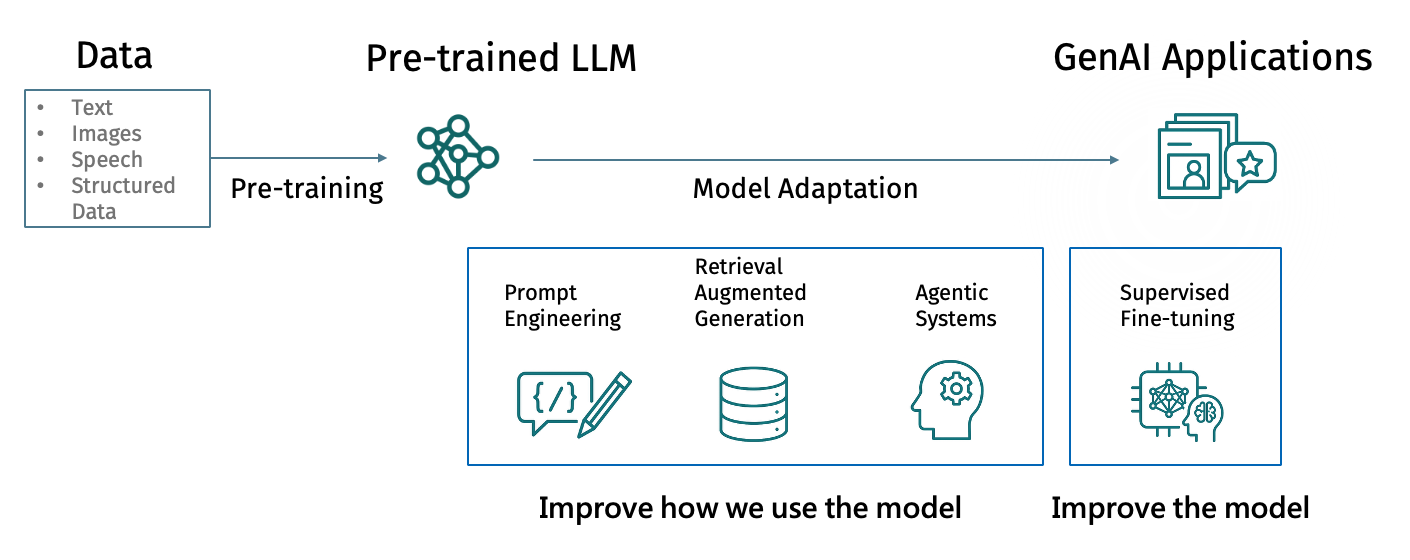 Data
Pre-trained LLM
GenAI Applications
• Text
• Images
• Speech
• Structured
Data
Pre-training
Model Adaptation
Prompt
Engineering
{/}
Retrieval
Augmented
Generation
Agentic
Systems
Supervised
Fine-tuning
Improve how we use the model
Improve the model